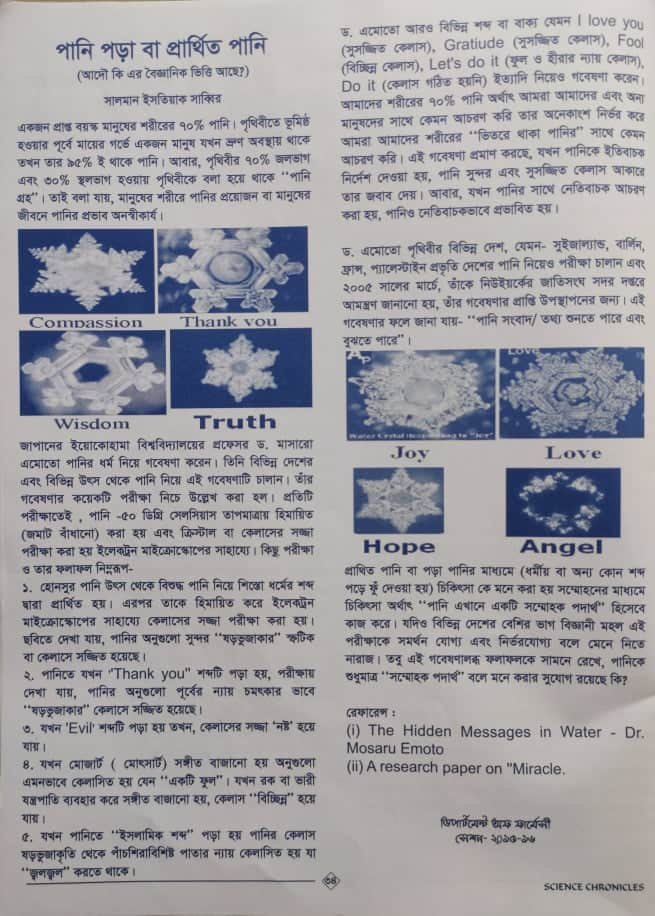 পানি পড়া বা প্রার্থিত পানি
(আদৌ কি এর বৈজ্ঞানিক ভিত্তি আছে?)
সালমান ইসতিয়াক সাব্বির
একজন প্রাপ্ত বয়স্ক মানুষের শরীরের ৭০% পানি। পৃথিবীতে ভূমিষ্ঠ
হওয়ার পূর্বে মায়ের গর্ভে একজন মানুষ যখন ভ্রূণ অবস্থায় থাকে
তখন তার ৯৫% ই থাকে পানি। আবার, পৃথিবীর ৭০% জলভাগ
এবং ৩০% স্থলভাগ হওয়ায় পৃথিবীকে বলা হয়ে থাকে “পানি
গ্রহ”। তাই বলা যায়, মানুষের শরীরে পানির প্রয়োজন বা মানুষের
জীবনে পানির প্রভাব অনস্বীকার্য।
Compassion Thank you
Wisdom Truth
জাপানের ইয়োকোহামা বিশ্ববিদ্যালয়ের প্রফেসর ড. মাসারো
এমোতো পানির ধর্ম নিয়ে গবেষণা করেন। তিনি বিভিন্ন দেশের
এবং বিভিন্ন উৎস থেকে পানি নিয়ে এই গবেষণাটি চালান। তাঁর
গবেষণার কয়েকটি পরীক্ষা নিচে উল্লেখ করা হল। প্রতিটি
পরীক্ষাতেই , পানি -৫০ ডিগ্রি সেলসিয়াস তাপমাত্রায় হিমায়িত
(জমাট বাঁধানো) করা হয় এবং ক্রিস্টাল বা কেলাসের সজ্জা
পরীক্ষা করা হয় ইলেকট্রন মাইক্রোস্কোপের সাহায্যে। কিছু পরীক্ষা
ও তার ফলাফল নিম্নরূপ-
১. হোনসুর পানি উৎস থেকে বিশুদ্ধ পানি নিয়ে শিন্তো ধর্মের শব্দ
দ্বারা প্রার্থিত হয়। এরপর তাকে হিমায়িত করে ইলেকট্রন
মাইক্রোস্কোপের সাহায্যে কেলাসের সজ্জা পরীক্ষা করা হয়।
ছবিতে দেখা যায়, পানির অনুগুলো সুন্দর “ষড়ভূজাকার” স্ফটিক
বা কেলাসে সজ্জিত হয়েছে।
২. পানিতে যখন "Thank you" শব্দটি পড়া হয়, পরীক্ষায়
দেখা যায়, পানির অনুগুলো পূর্বের ন্যায় চমৎকার ভাবে
“ষড়ভূজাকার” কেলাসে সজ্জিত হয়েছে।
৩. যখন 'Evil' শব্দটি পড়া হয় তখন, কেলাসের সজ্জা ‘নষ্ট’ হয়ে
যায়।
৪. যখন মোজার্ট ( মোৎসার্ট) সঙ্গীত বাজানো হয় অনুগুলো
এমনভাবে কেলাসিত হয় যেন “একটি ফুল”। যখন রক বা ভারী
যন্ত্রপাতি ব্যবহার করে সঙ্গীত বাজানো হয়, কেলাস “বিচ্ছিন্ন” হয়ে
যায়।
৫. যখন পানিতে “ইসলামিক শব্দ” পড়া হয় পানির কেলাস
ষড়ভূজাকৃতি থেকে পাঁচশিরাবিশিষ্ট পাতার ন্যায় কেলাসিত হয় যা
“জ্বলজ্বল” করতে থাকে।
ড. এমোতো আরও বিভিন্ন শব্দ বা বাক্য যেমন I love you
(সুসজ্জিত কেলাস), Gratiude (সুসজ্জিত কেলাস), Fool
(বিচ্ছিন্ন কেলাস), Let's do it (ফুল ও হীরার ন্যায় কেলাস),
Do it (কেলাস গঠিত হয়নি) ইত্যাদি নিয়েও গবেষণা করেন।
আমাদের শরীরের ৭০% পানি অর্থাৎ আমরা আমাদের এবং অন্য
মানুষদের সাথে কেমন আচরণ করি তার অনেকাংশ নির্ভর করে
আমরা আমাদের শরীরের “ভিতরে থাকা পানির” সাথে কেমন
আচরণ করি। এই গবেষণা প্রমাণ করছে, যখন পানিকে ইতিবাচক
নির্দেশ দেওয়া হয়, পানি সুন্দর এবং সুসজ্জিত কেলাস আকারে
তার জবাব দেয়। আবার, যখন পানির সাথে নেতিবাচক আচরণ
করা হয়, পানিও নেতিবাচকভাবে প্রভাবিত হয়।
ড. এমোতো পৃথিবীর বিভিন্ন দেশ, যেমন- সুইজাল্যান্ড, বার্লিন,
ফ্রান্স, প্যালেস্টাইন প্রভৃতি দেশের পানি নিয়েও পরীক্ষা চালান এবং
২০০৫ সালের মার্চে, তাঁকে নিউইয়র্কের জাতিসংঘ সদর দপ্তরে
আমন্ত্রণ জানানো হয়, তাঁর গবেষণার প্রাপ্তি উপস্থাপনের জন্য। এই
গবেষণার ফলে জানা যায়- “পানি সংবাদ/ তথ্য শুনতে পারে এবং
বুঝতে পারে”।
Love
Water Crystal Responding to "Joy"
Joy Love
Hope Angel
প্রাথিত পানি বা পড়া পানির মাধ্যমে (ধর্মীয় বা অন্য কোন শব্দ
পড়ে ফুঁ দেওয়া হয়) চিকিত্সা কে মনে করা হয় সম্মোহনের মাধ্যমে
চিকিত্সা অর্থাৎ “পানি এখানে একটি সম্মোহক পদার্থ” হিসেবে
কাজ করে। যদিও বিভিন্ন দেশের বেশির ভাগ বিজ্ঞানী মহল এই
পরীক্ষাকে সমর্থন যোগ্য এবং নির্ভরযোগ্য বলে মেনে নিতে
নারাজ। তবু এই গবেষণালব্ধ ফলাফলকে সামনে রেখে, পানিকে
শুধুমাত্র “সম্মোহক পদার্থ” বলে মনে করার সুযোগ রয়েছে কি?
রেফারেন্স :
(i) The Hidden Messages in Water - Dr.
Mosaru Emoto
(ii) A research paper on "Miracle.
ডিপার্টমেন্ট অফ ফার্মেসী
সেশন- ২০১৫-১৬
৩৪
SCIENCE CHRONICLES